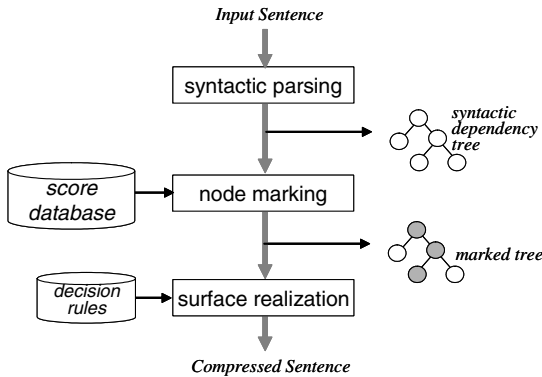 Input Sentence
syntactic parsing
syntactic
dependency
tree
score
database
node marking
marked tree
decision
rules
surface realization
Compressed Sentence